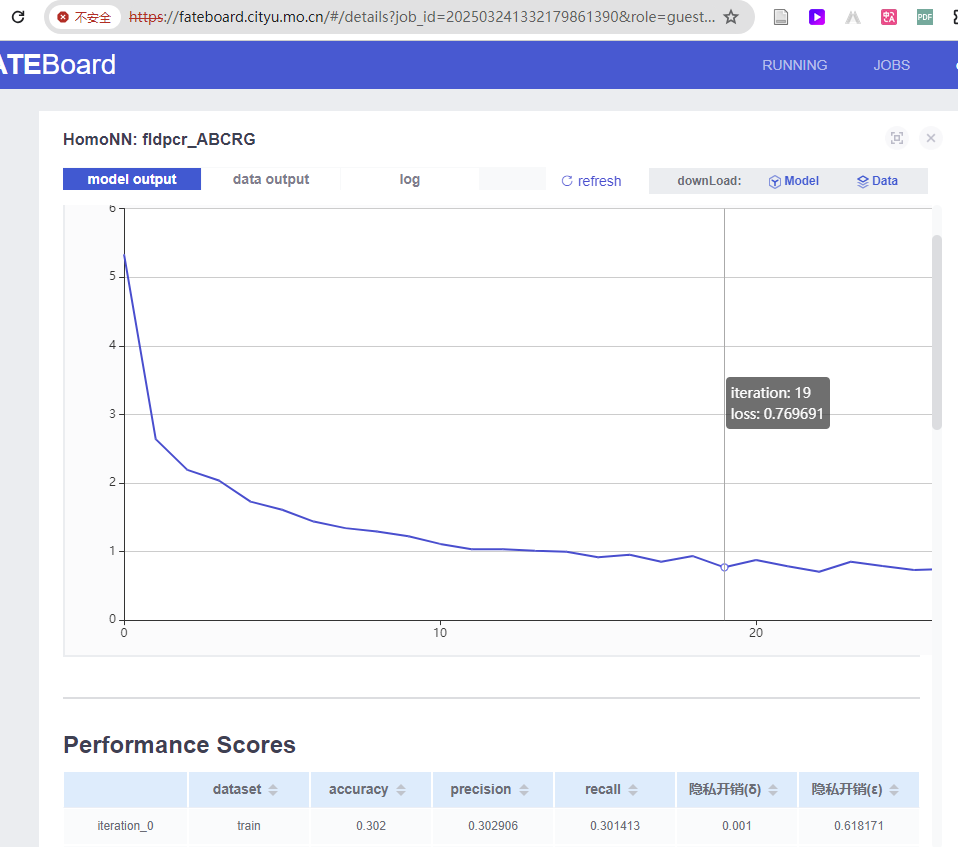 不安全 https://fateboard.cityu.mo.cn/#/details?job_id=202503241332179861390&role=guest...
PDF
ATEBoard RUNNING JOBS
HomoNN: fldpcr_ABCRG
model output data output log refresh downLoad: Model Data
6
5
4
3
iteration: 19
loss: 0.769691
2
1
0
0 10 20
Performance Scores
dataset accuracy precision recall 隐私开销(δ) 隐私开销(ε)
iteration_0 train 0.302 0.302906 0.301413 0.001 0.618171